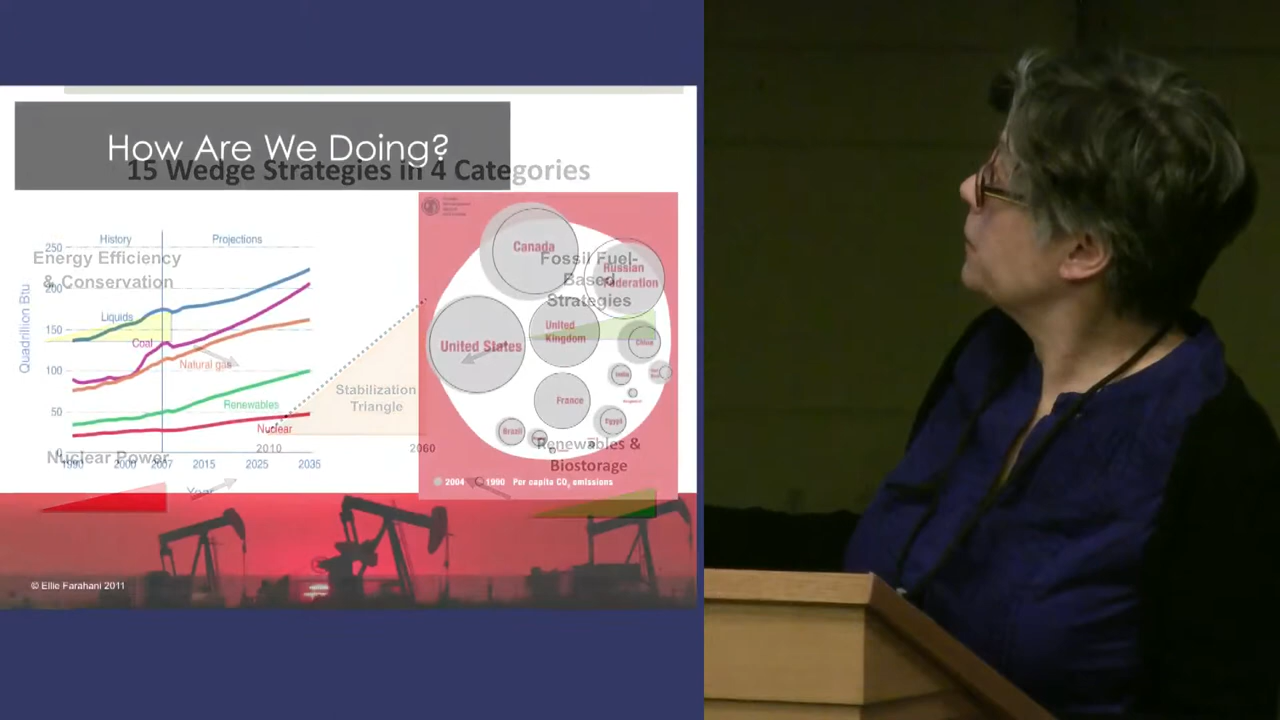 How Are We Doing?
15 Wedge Strategies in 4 Categories
History
Projections
Energy Efficiency
& Conservation
Fossil Fuel-
Based
Strategies
Canada
Russian
Federation
250
200
150
100
50
0
Quadrillion Btu
Liquids
Coal
Natural gas
Renewables
Nuclear
United States
United
Kingdom
China
India
France
Brazil
Egypt
Stabilization
Triangle
2010
2060
Nuclear Power
1990
2000
2007
2015
2025
2035
Year
Renewables &
Biostorage
2004
1990
Per capita CO₂ emissions
© Ellie Farahani 2011